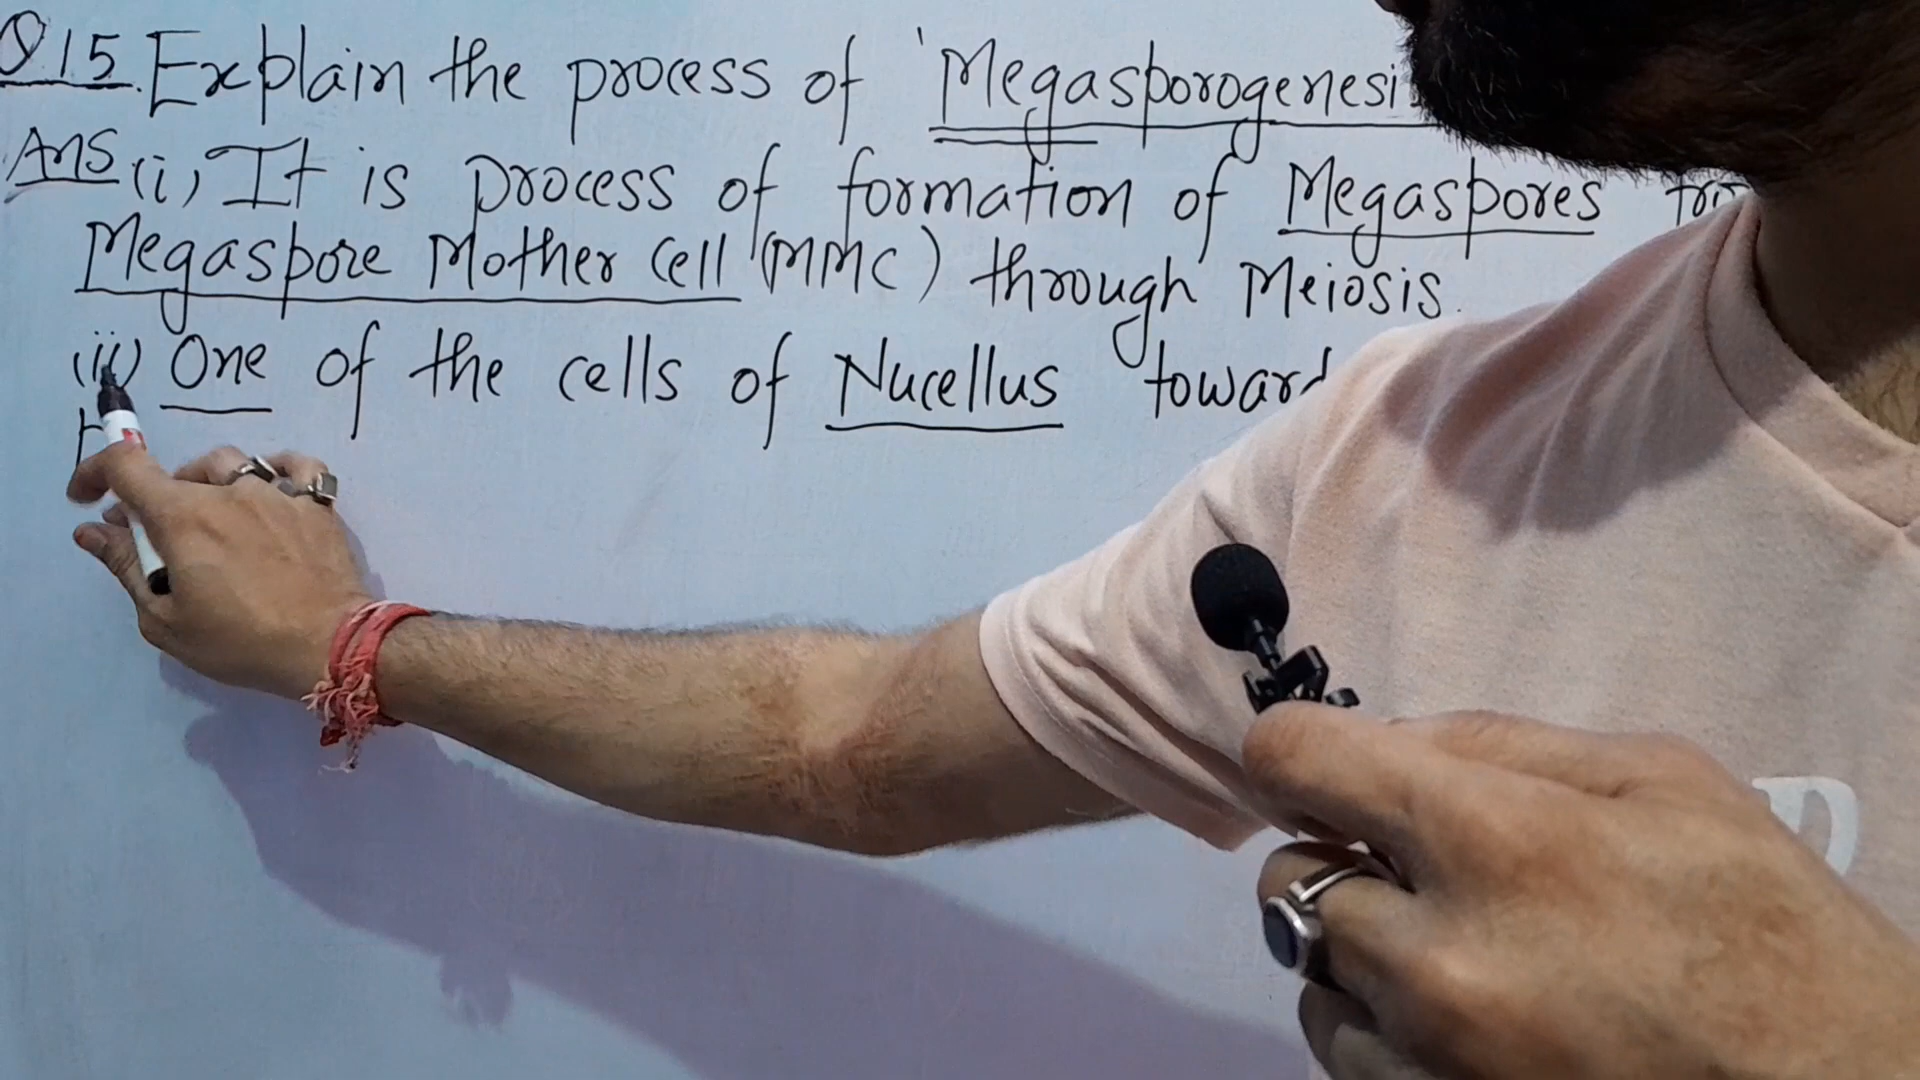 Q15. Explain the process of 'Megasporogenesis
Ans (i) It is process of formation of Megaspores
Megaspore Mother Cell (MMC) through Meiosis.
(ii) One of the cells of Nucellus toward